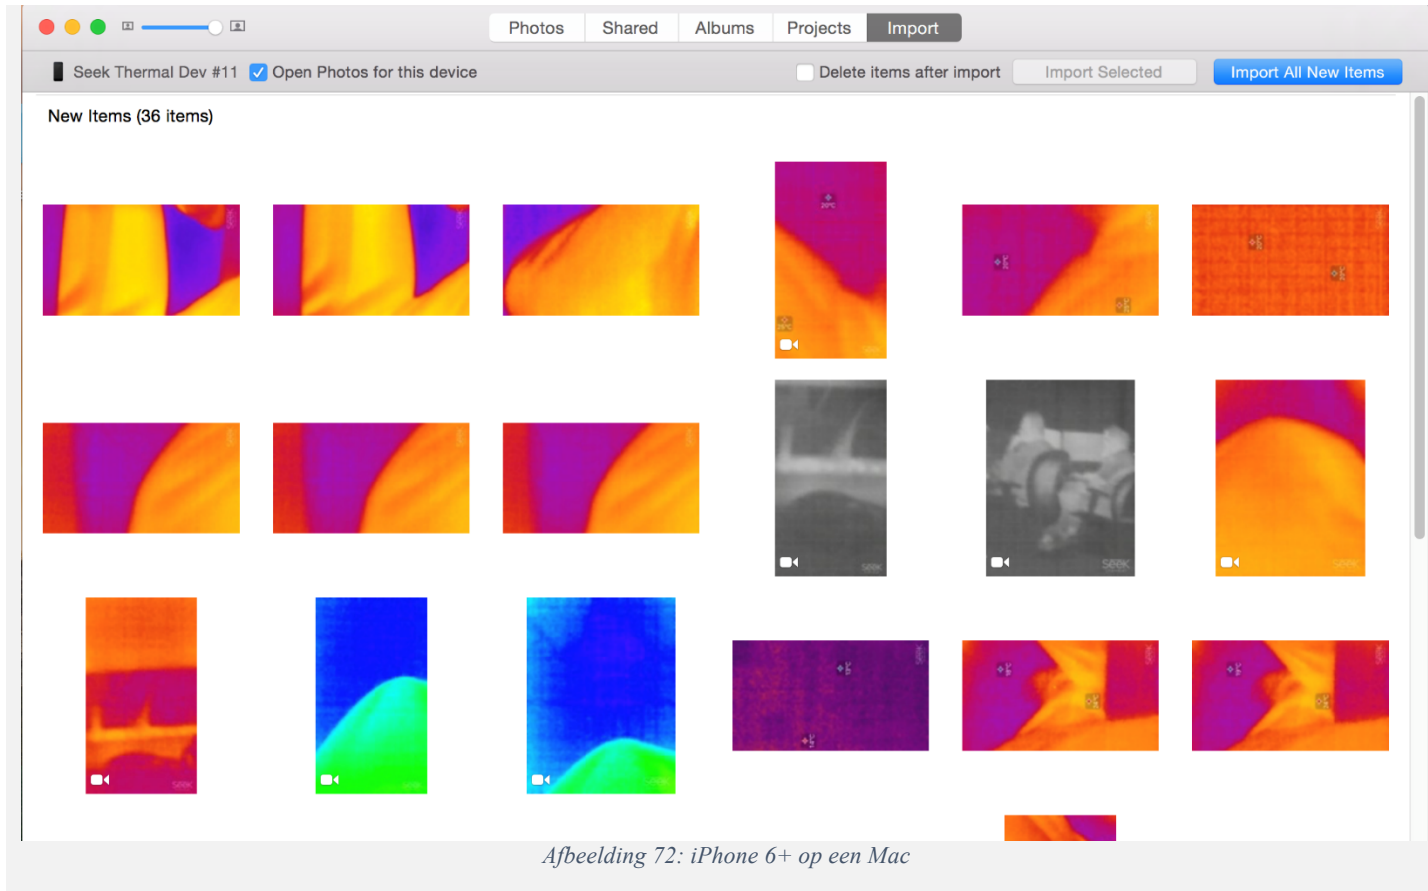 Photos Shared Albums Projects Import
Seek Thermal Dev #11 Open Photos for this device Delete items after import Import Selected Import All New Items
New Items (36 items)
Afbeelding 72: iPhone 6+ op een Mac